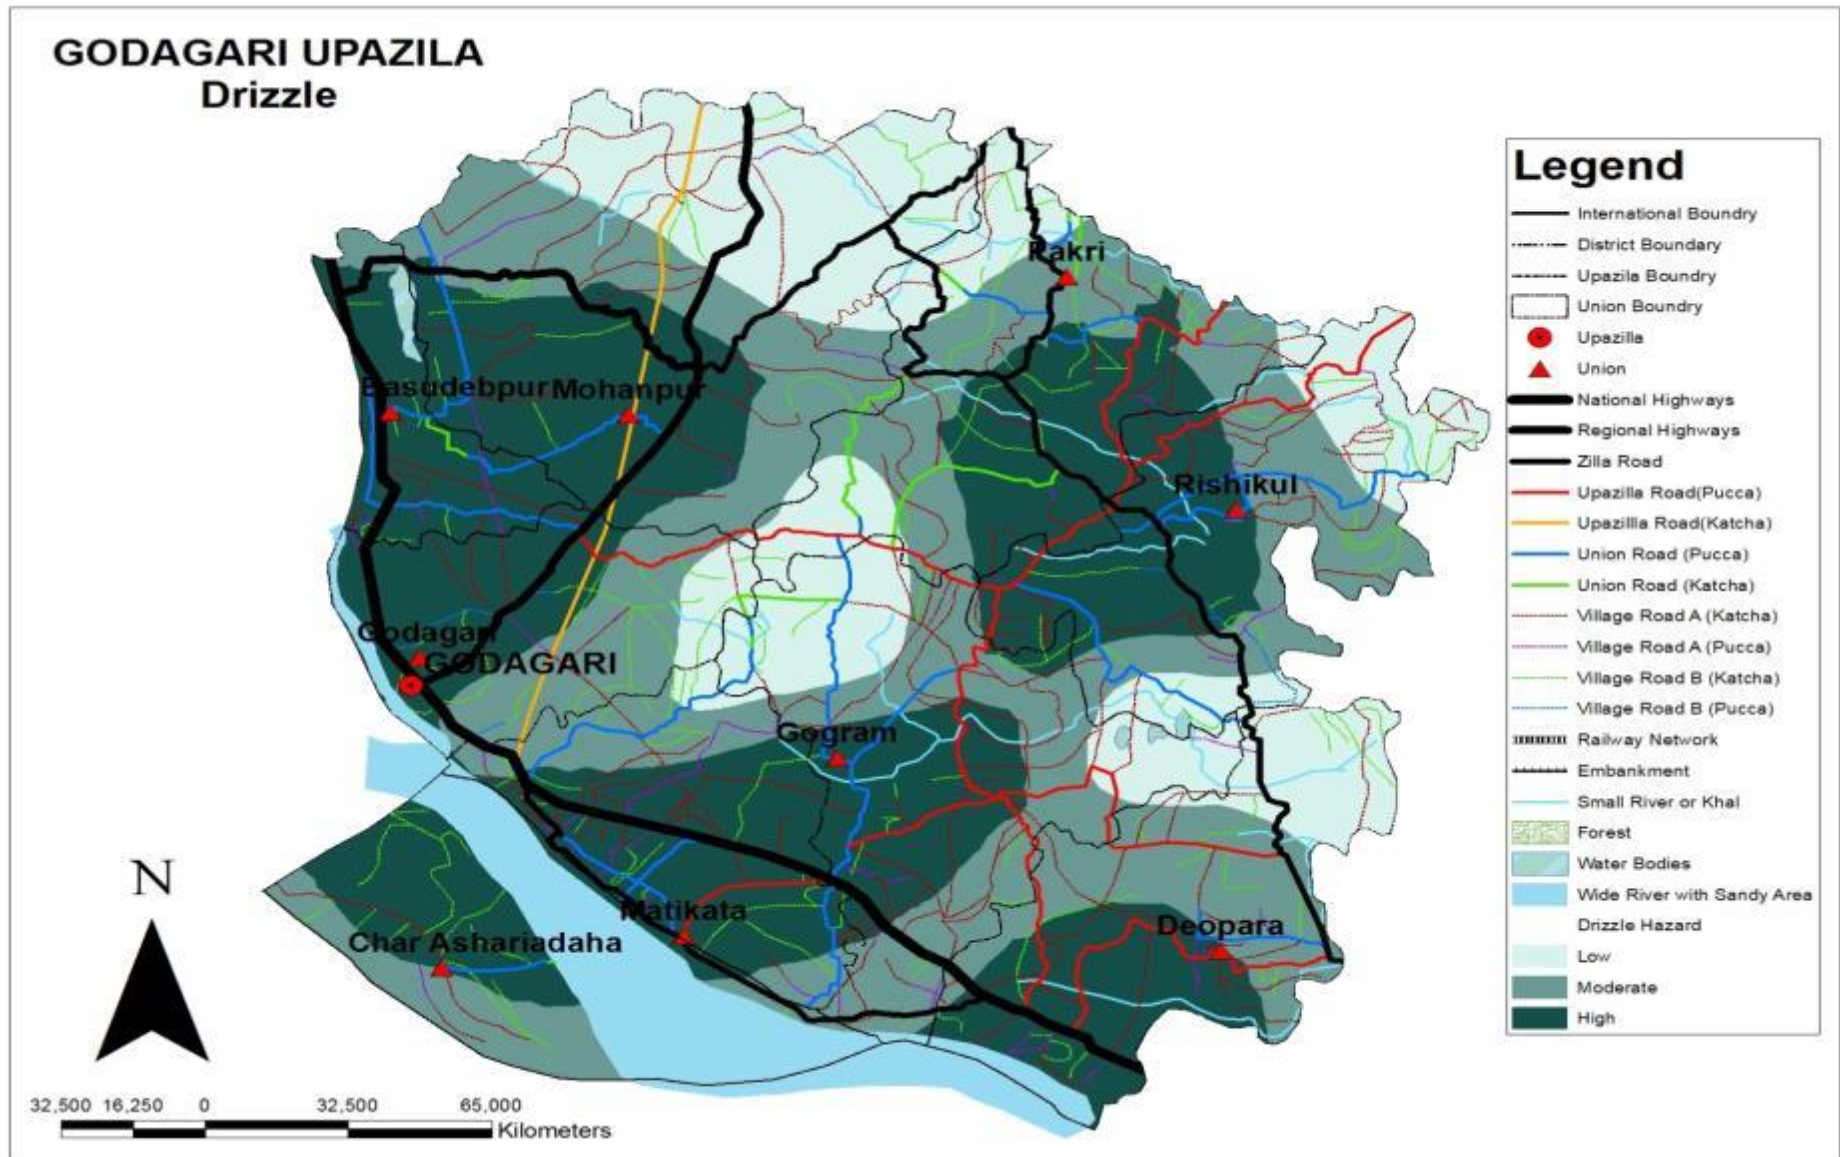 GODAGARI UPAZILA
Drizzle
Pakri
Basudebpur
Mohanpur
Rishikul
Godagari
GODAGARI
Gogram
Matikata
Char Ashariadaha
Deopara
N
32,500 16,250 0 32,500 65,000
Kilometers
Legend
International Boundry
District Boundary
Upazila Boundry
Union Boundry
Upazilla
Union
National Highways
Regional Highways
Zilla Road
Upazilla Road(Pucca)
Upazillla Road(Katcha)
Union Road (Pucca)
Union Road (Katcha)
Village Road A (Katcha)
Village Road A (Pucca)
Village Road B (Katcha)
Village Road B (Pucca)
Railway Network
Embankment
Small River or Khal
Forest
Water Bodies
Wide River with Sandy Area
Drizzle Hazard
Low
Moderate
High